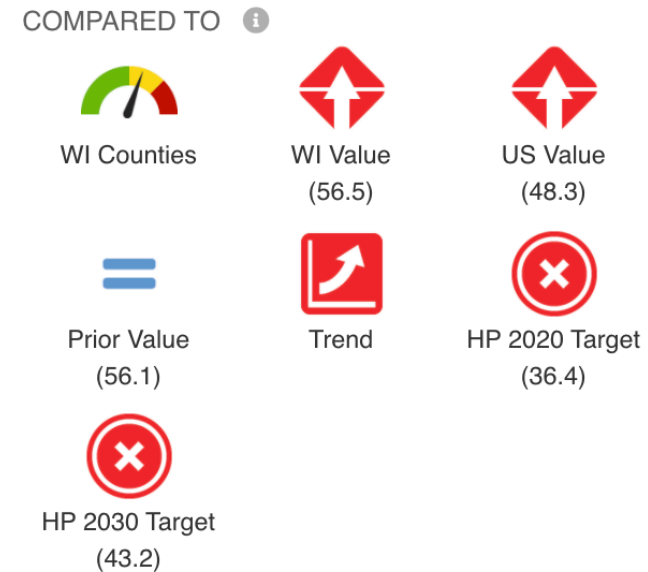 COMPARED TO
WI Counties
WI Value
(56.5)
US Value
(48.3)
Prior Value
(56.1)
Trend
HP 2020 Target
(36.4)
HP 2030 Target
(43.2)